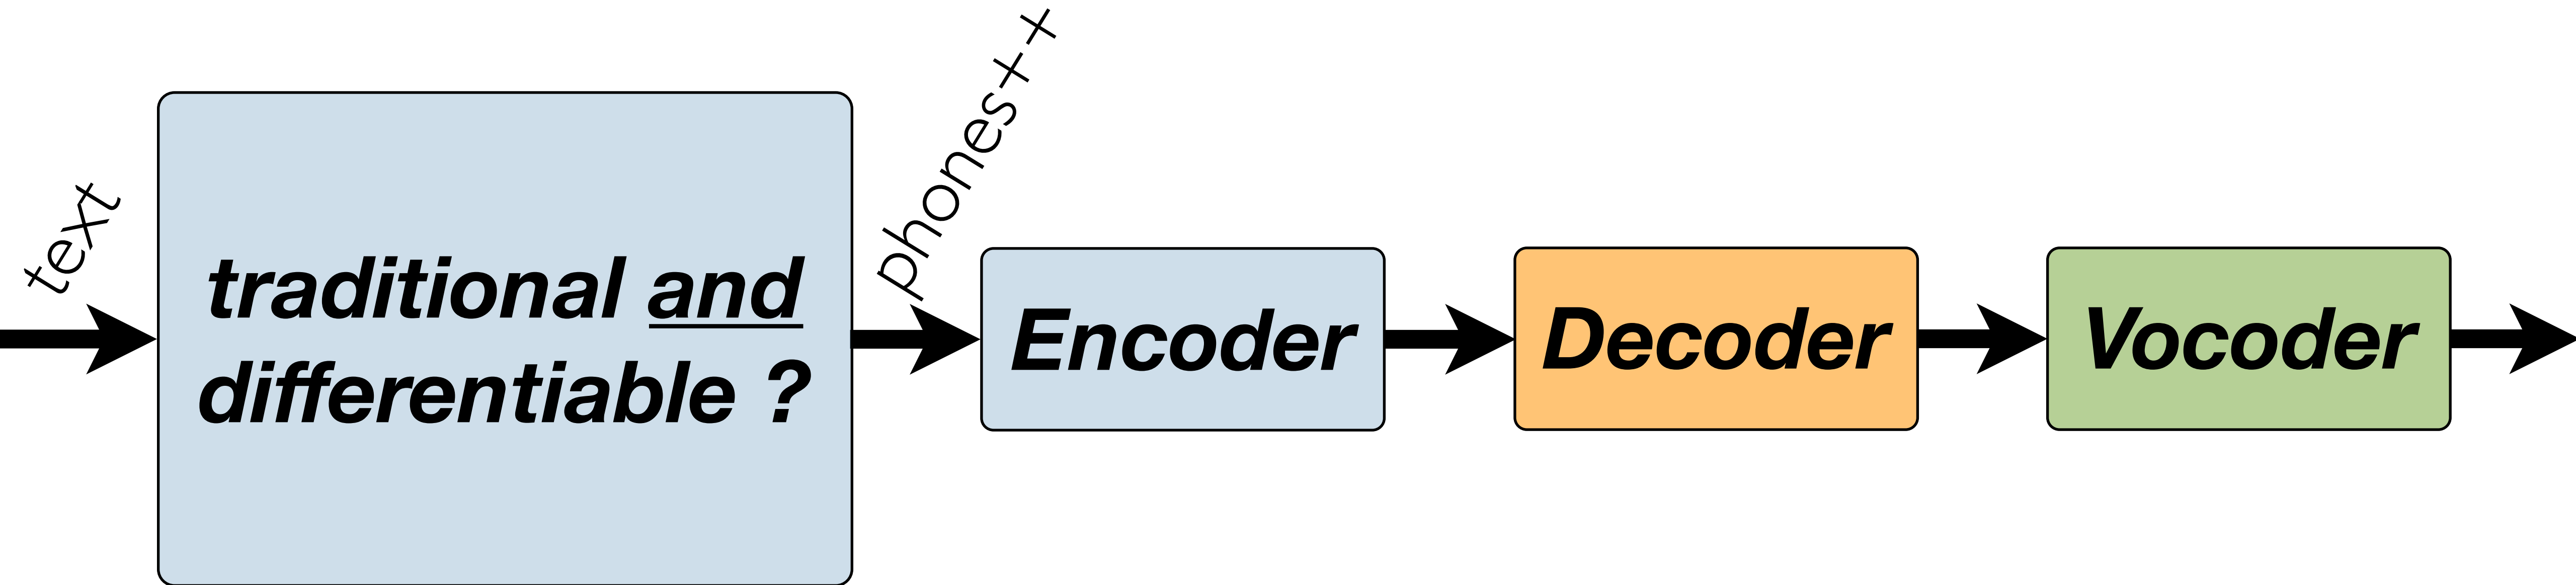 text
traditional and
differentiable ?
phones++
Encoder
Decoder
Vocoder